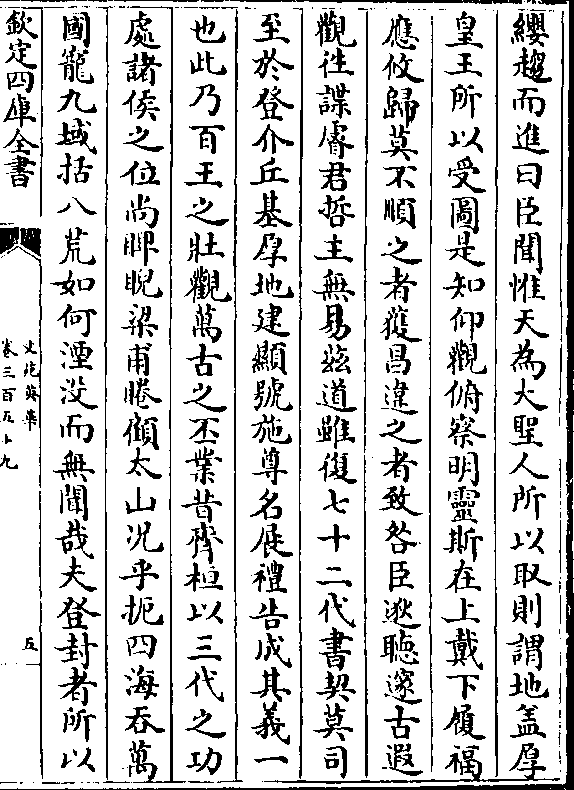 纓趨而進曰臣聞惟天為大聖人所以取則謂地盖厚
皇王所以受圖是知仰觀俯察明靈斯在上戴下履禍
應攸歸莫不順之者獲昌違之者致咎臣逖聽邃古遐
觀徃諜睿君哲主無易兹道雖復七十二代書契莫司
至於登介丘基厚地建顯號施尊名展禮告成其義一
也此乃百王之壯觀萬古之丕業昔齊桓以三代之功
處諸侯之位尚睥睨梁甫睠顧太山况乎扼四海吞萬
國籠九域括八荒如何湮没而無聞哉夫登封者所以
欽定四庫全書
文苑英華
卷三百五十九
五